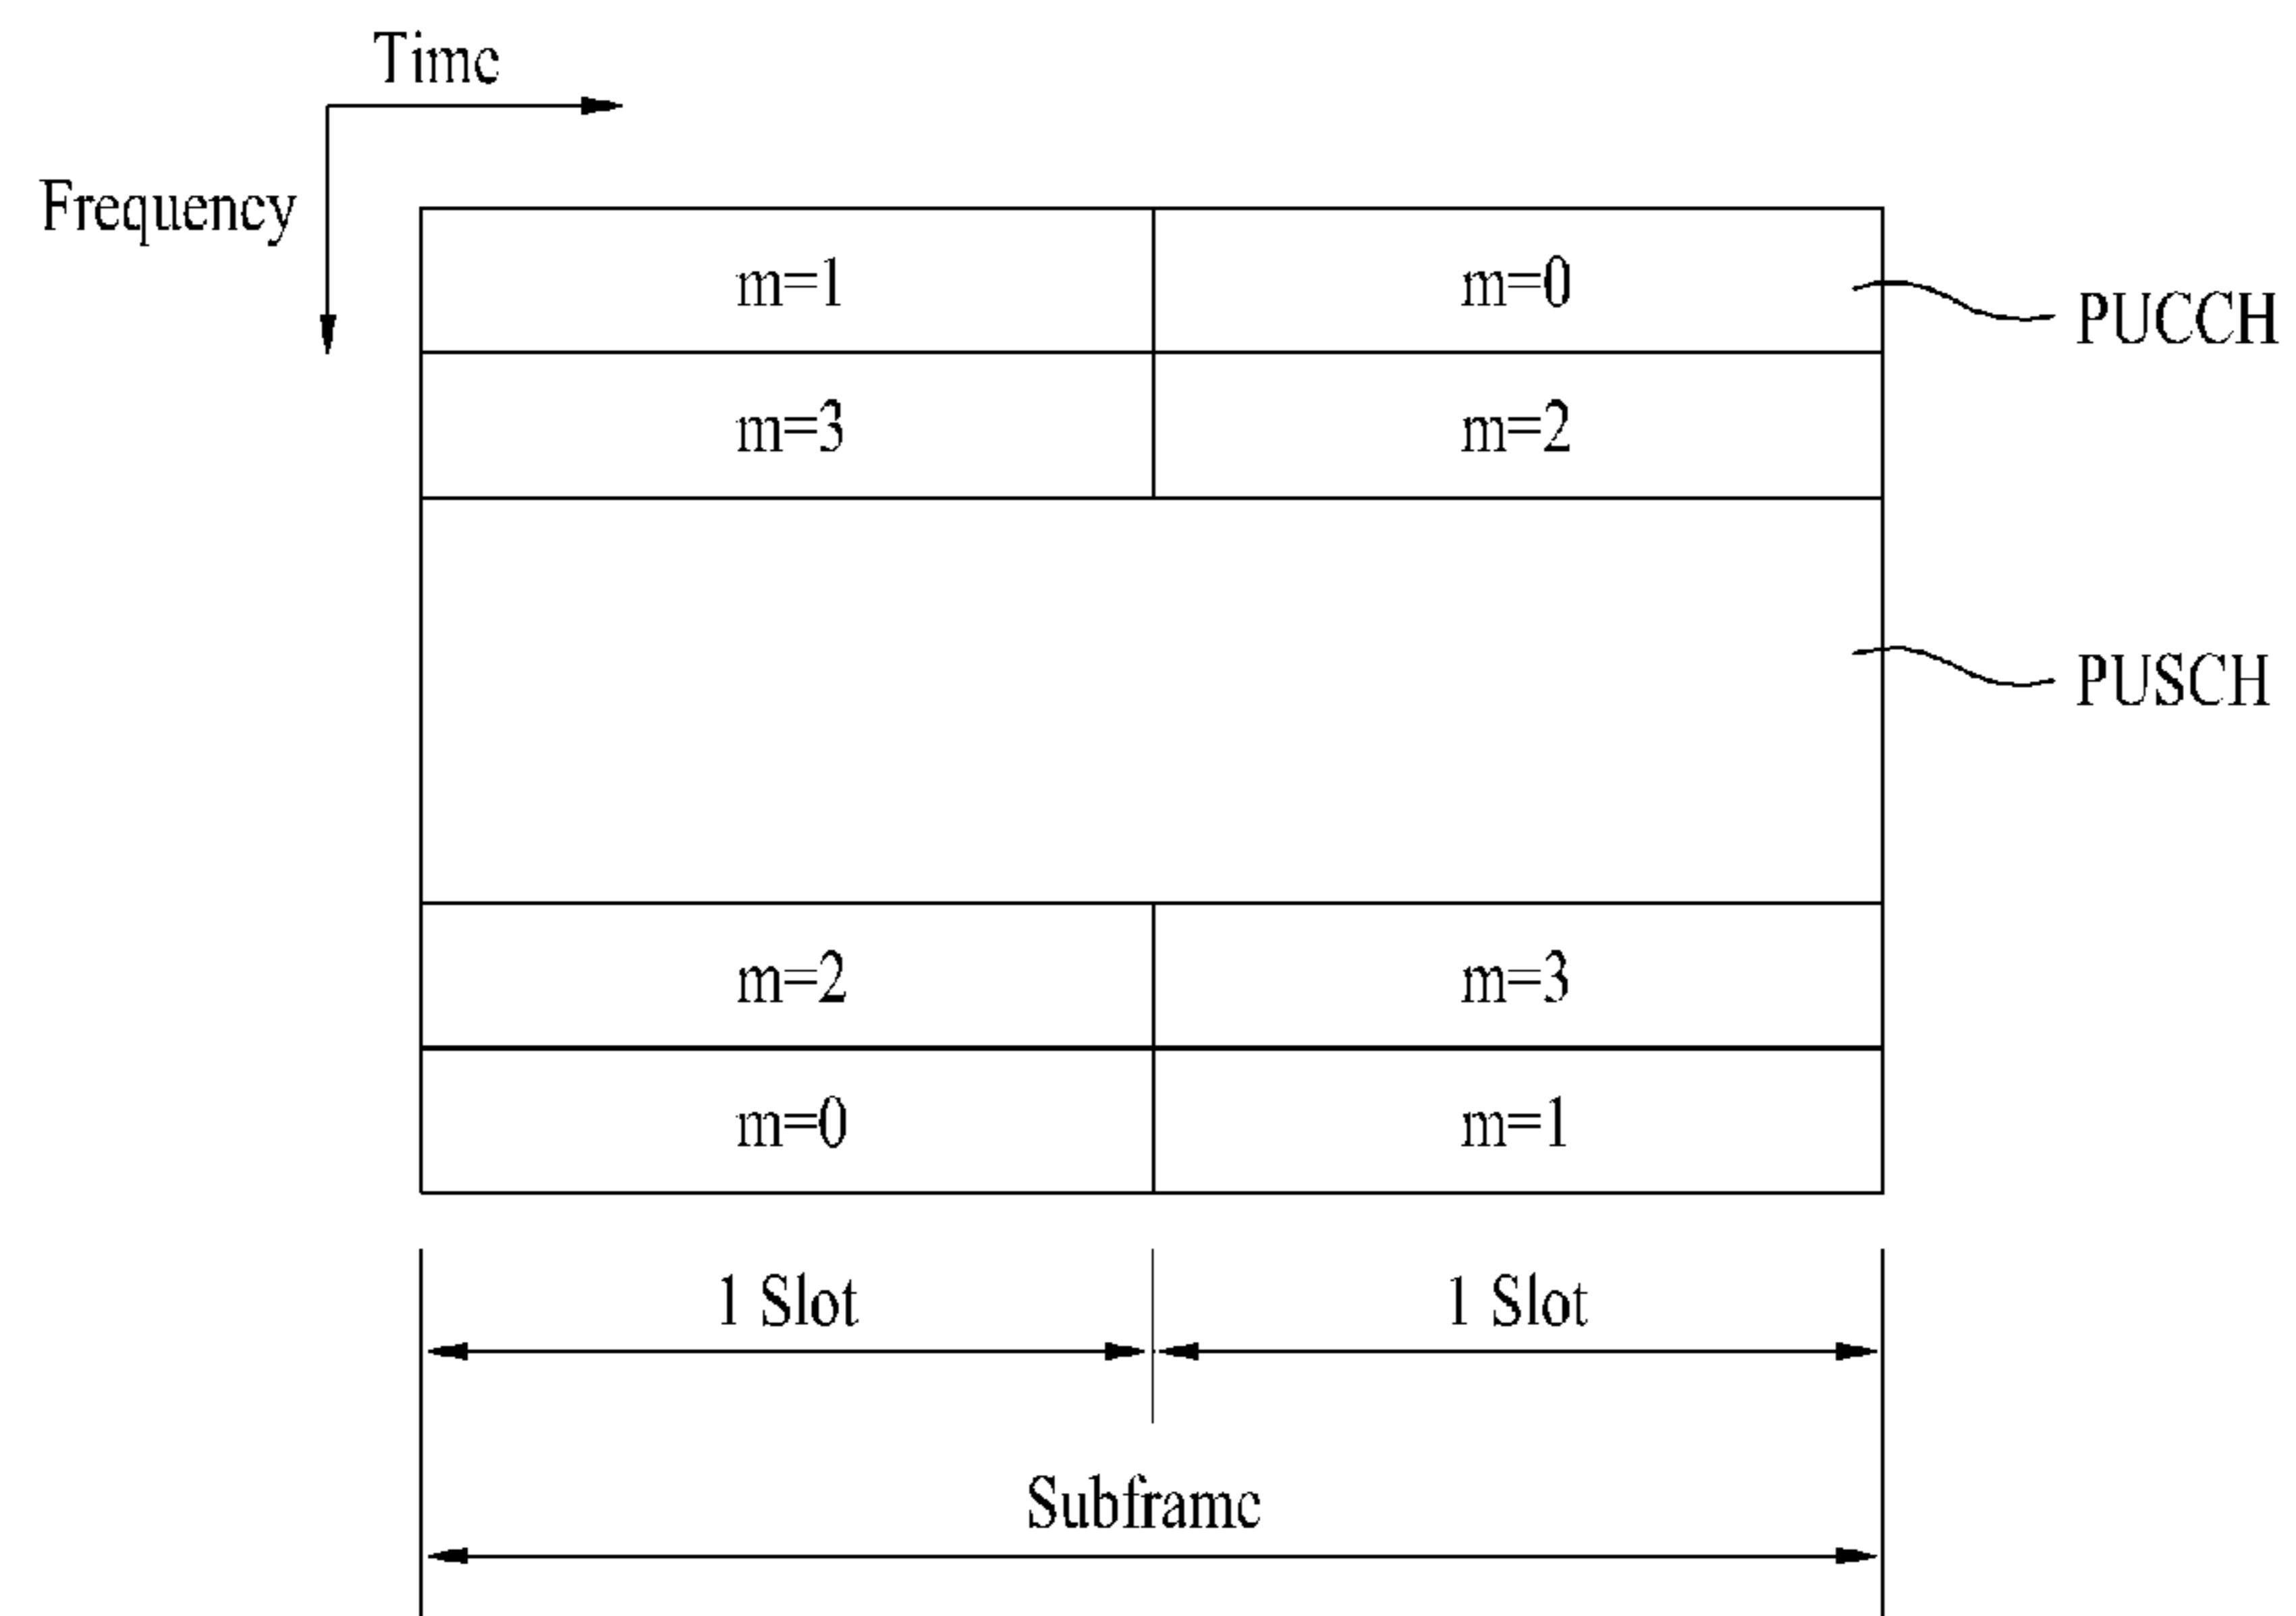 Time
Frequency
m=1 m=0
PUCCH
m=3 m=2
PUSCH
m=2 m=3
m=0 m=1
1 Slot 1 Slot
Subframe